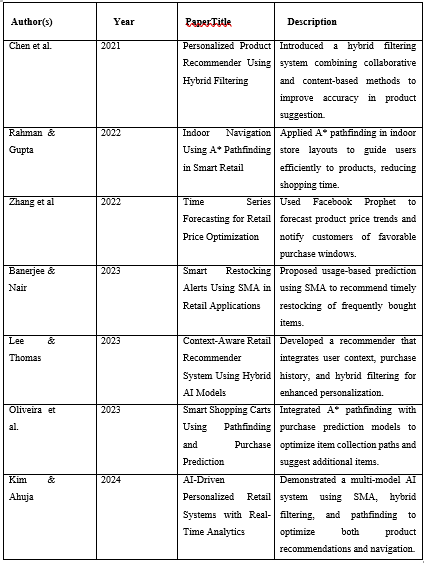 Author(s) Year PaperTitle Description
Chen et al. 2021 Personalized Product Introduced a hybrid filtering
Recommender Using system combining collaborative
Hybrid Filtering and content-based methods to
improve accuracy in product
suggestion.
Rahman & 2022 Indoor Navigation Applied A* pathfinding in indoor
Gupta Using A* Pathfinding store layouts to guide users
in Smart Retail efficiently to products, reducing
shopping time.
Zhang et al 2022 Time Series Used Facebook Prophet to
Forecasting for Retail forecast product price trends and
Price Optimization notify customers of favorable
purchase windows.
Banerjee & 2023 Smart Restocking Proposed usage-based prediction
Nair Alerts Using SMA in using SMA to recommend timely
Retail Applications restocking of frequently bought
items.
Lee & 2023 Context-Aware Retail Developed a recommender that
Thomas Recommender integrates user context, purchase
System Using Hybrid history, and hybrid filtering for
AI Models enhanced personalization.
Oliveira et 2023 Smart Shopping Carts Integrated A* pathfinding with
al. Using Pathfinding purchase prediction models to
and Purchase optimize item collection paths and
Prediction suggest additional items.
Kim & 2024 AI-Driven Demonstrated a multi-model AI
Ahuja Personalized Retail system using SMA, hybrid
Systems with Real- filtering, and pathfinding to
Time Analytics optimize both product
recommendations and navigation.